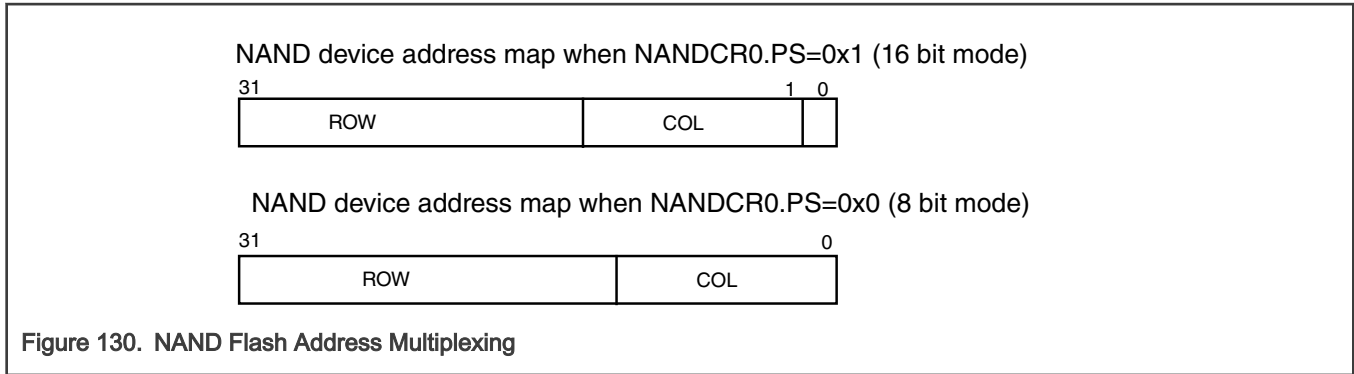 NAND device address map when NANDCR0.PS=0x1 (16 bit mode)
31 1 0
ROW COL
NAND device address map when NANDCR0.PS=0x0 (8 bit mode)
31 0
ROW COL
Figure 130. NAND Flash Address Multiplexing